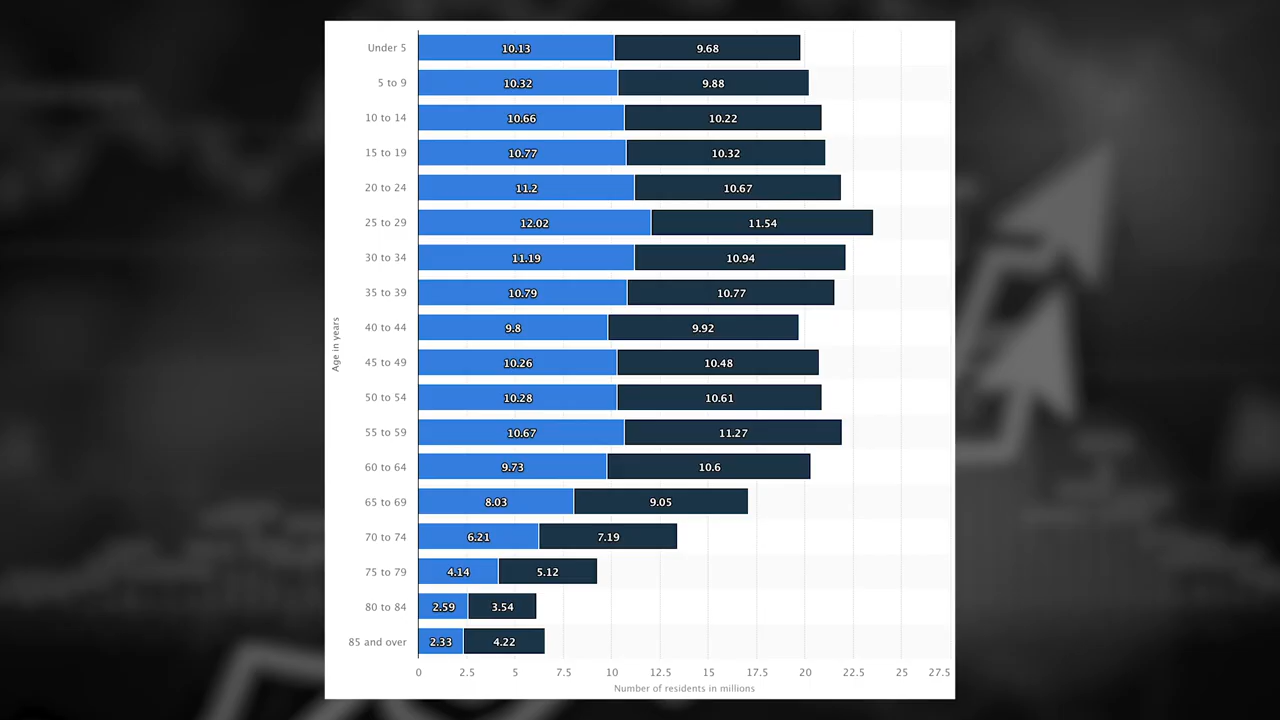 Under 5 10.13 9.68
5 to 9 10.32 9.88
10 to 14 10.66 10.22
15 to 19 10.77 10.32
20 to 24 11.2 10.67
25 to 29 12.02 11.54
30 to 34 11.19 10.94
35 to 39 10.79 10.77
40 to 44 9.8 9.92
45 to 49 10.26 10.48
50 to 54 10.28 10.61
55 to 59 10.67 11.27
60 to 64 9.73 10.6
65 to 69 8.03 9.05
70 to 74 6.21 7.19
75 to 79 4.14 5.12
80 to 84 2.59 3.54
85 and over 2.33 4.22
Age in years
0 2.5 5 7.5 10 12.5 15 17.5 20 22.5 25 27.5
Number of residents in millions